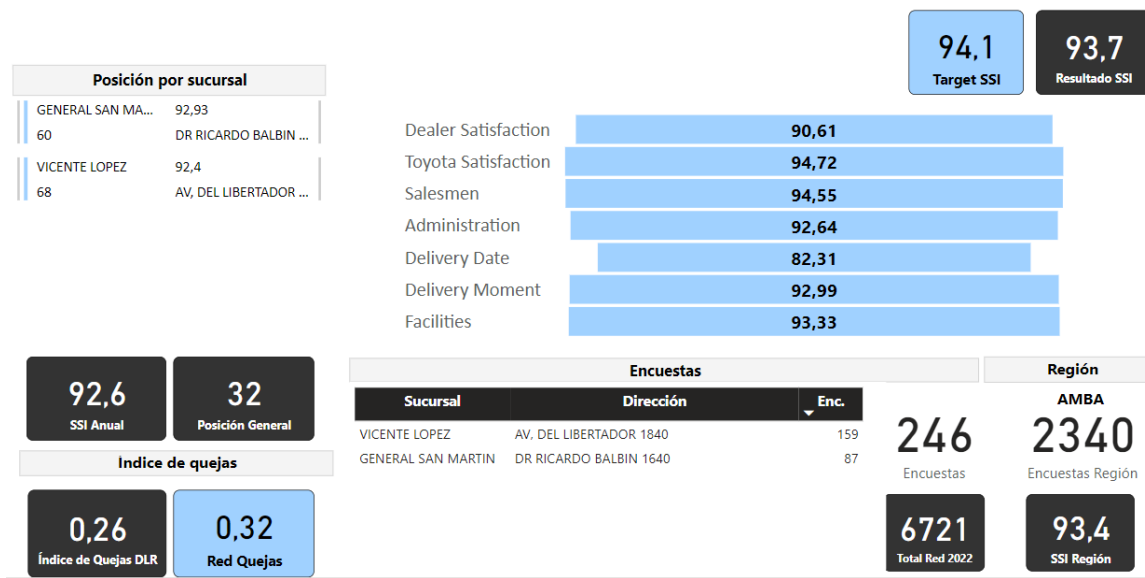 94,1
Target SSI
93,7
Resultado SSI
Posición por sucursal
GENERAL SAN MA... 92,93
60 DR RICARDO BALBIN ...
VICENTE LOPEZ 92,4
68 AV, DEL LIBERTADOR ...
Dealer Satisfaction 90,61
Toyota Satisfaction 94,72
Salesmen 94,55
Administration 92,64
Delivery Date 82,31
Delivery Moment 92,99
Facilities 93,33
92,6
SSI Anual
32
Posición General
Índice de quejas
0,26
Índice de Quejas DLR
0,32
Red Quejas
Encuestas
Sucursal Dirección Enc.
VICENTE LOPEZ AV, DEL LIBERTADOR 1840 159
GENERAL SAN MARTIN DR RICARDO BALBIN 1640 87
246
Encuestas
6721
Total Red 2022
Región
AMBA
2340
Encuestas Región
93,4
SSI Región